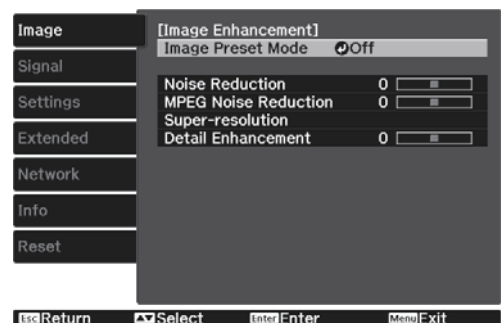 Image
Signal
Settings
Extended
Network
Info
Reset
[Image Enhancement]
Image Preset Mode Off
Noise Reduction 0
MPEG Noise Reduction 0
Super-resolution
Detail Enhancement 0
Esc Return Select Enter Enter Menu Exit